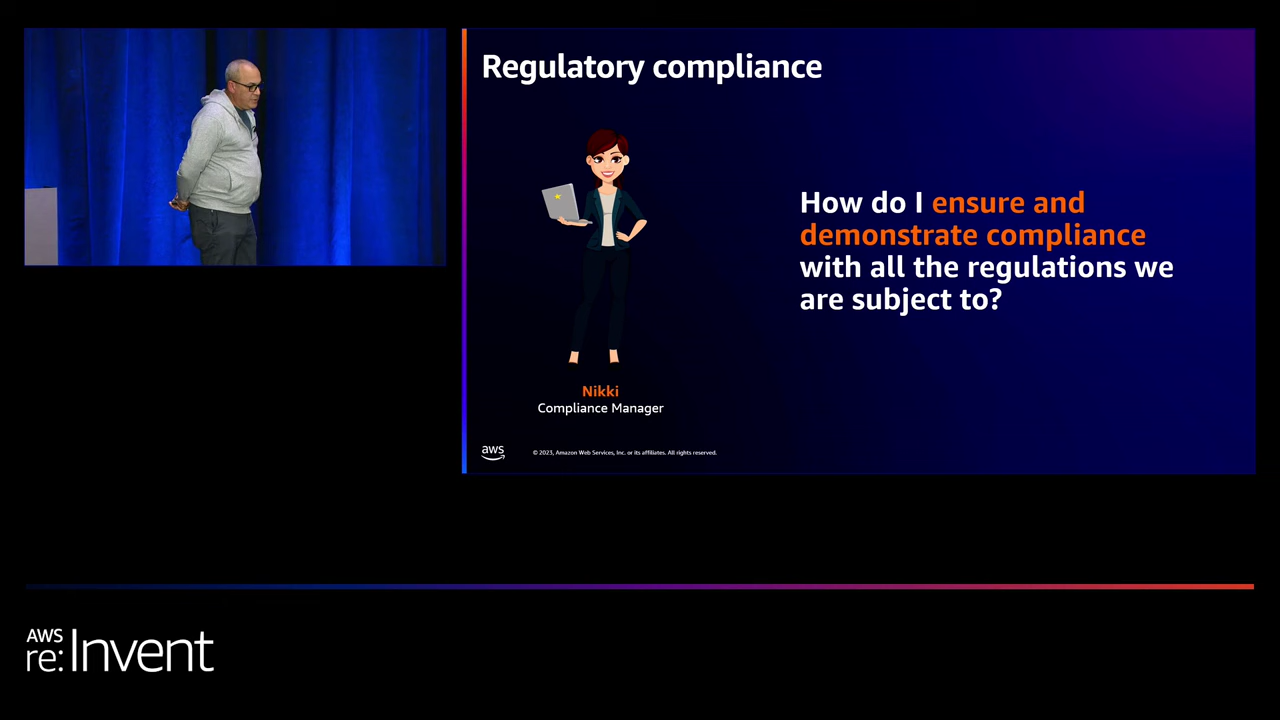 Regulatory compliance
How do I ensure and
demonstrate compliance
with all the regulations we
are subject to?
Nikki
Compliance Manager
aws
© 2023, Amazon Web Services, Inc. or its affiliates. All rights reserved.
AWS
re:Invent